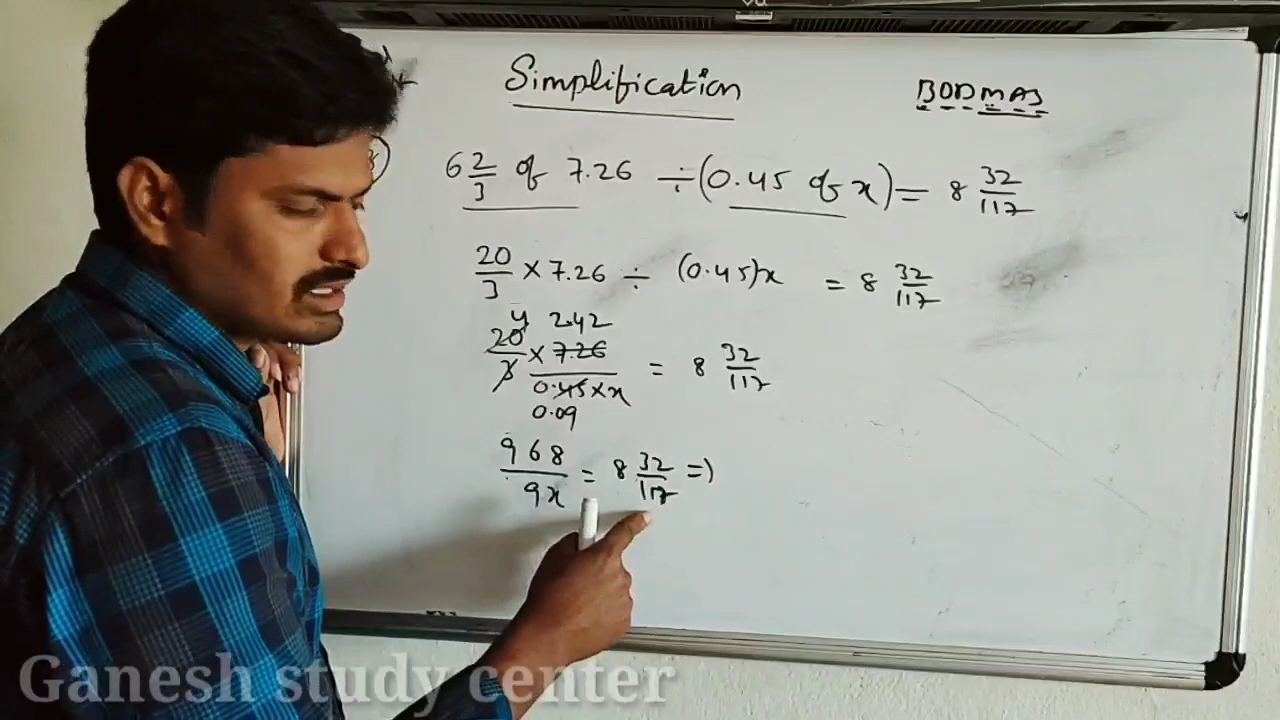 Simplification
BODMAS
6 2/3 of 7.26 ÷ (0.45 of x) = 8 32/117
20/3 × 7.26 ÷ (0.45)x = 8 32/117
4 2.42
20/3 × 7.26/0.45×x = 8 32/117
0.09
968/9x = 8 32/117 =)
Ganesh study center